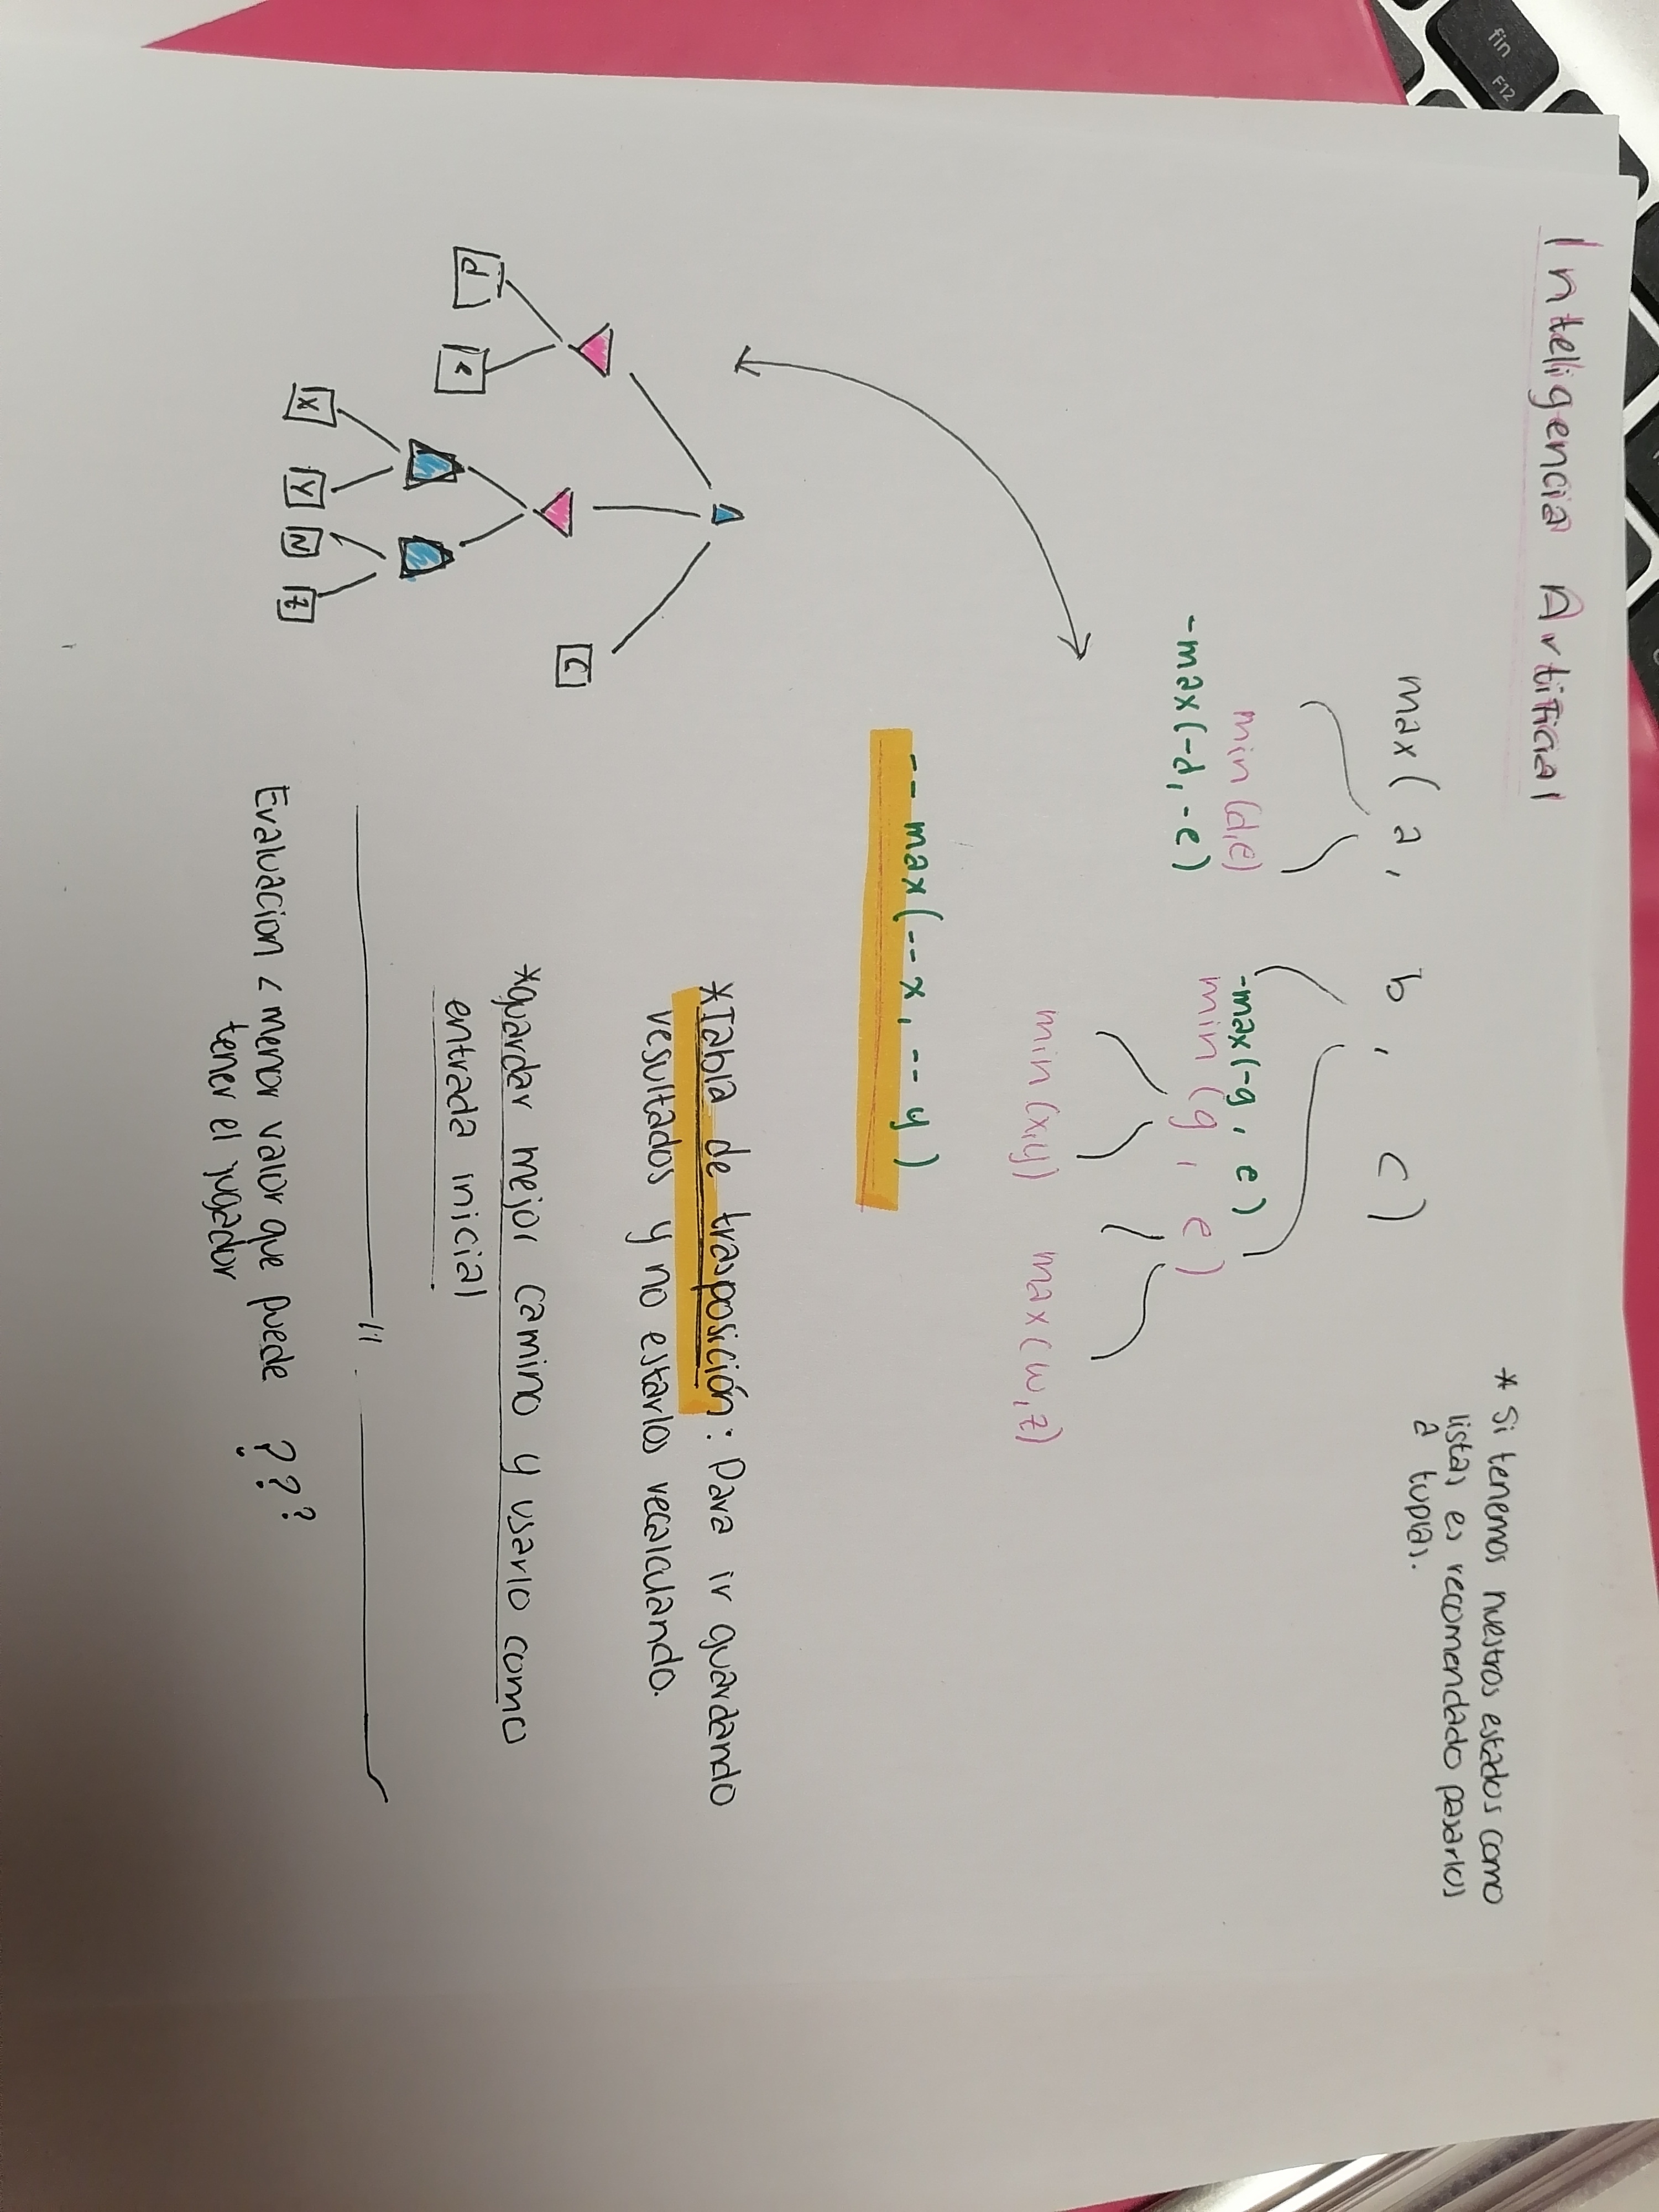 fin
F12
Inteligencia Artificial
* Si tenemos nuestros estados como
listas es recomendado pasarlos
a tuplas.
max ( a, b , c )
min (d,e)
-max(-d, -e)
-max(-g , e )
min (g , e )
min (x,y)
max (w,z)
-- max (--x , -- y )
*Tabla de trasposición: Para ir guardando
resultados y no estarlos recalculando.
C
*guardar mejor camino y usarlo como
entrada inicial
d
e
X
Y
N
Z
Evaluacion < menor valor que puede ???
tener el jugador